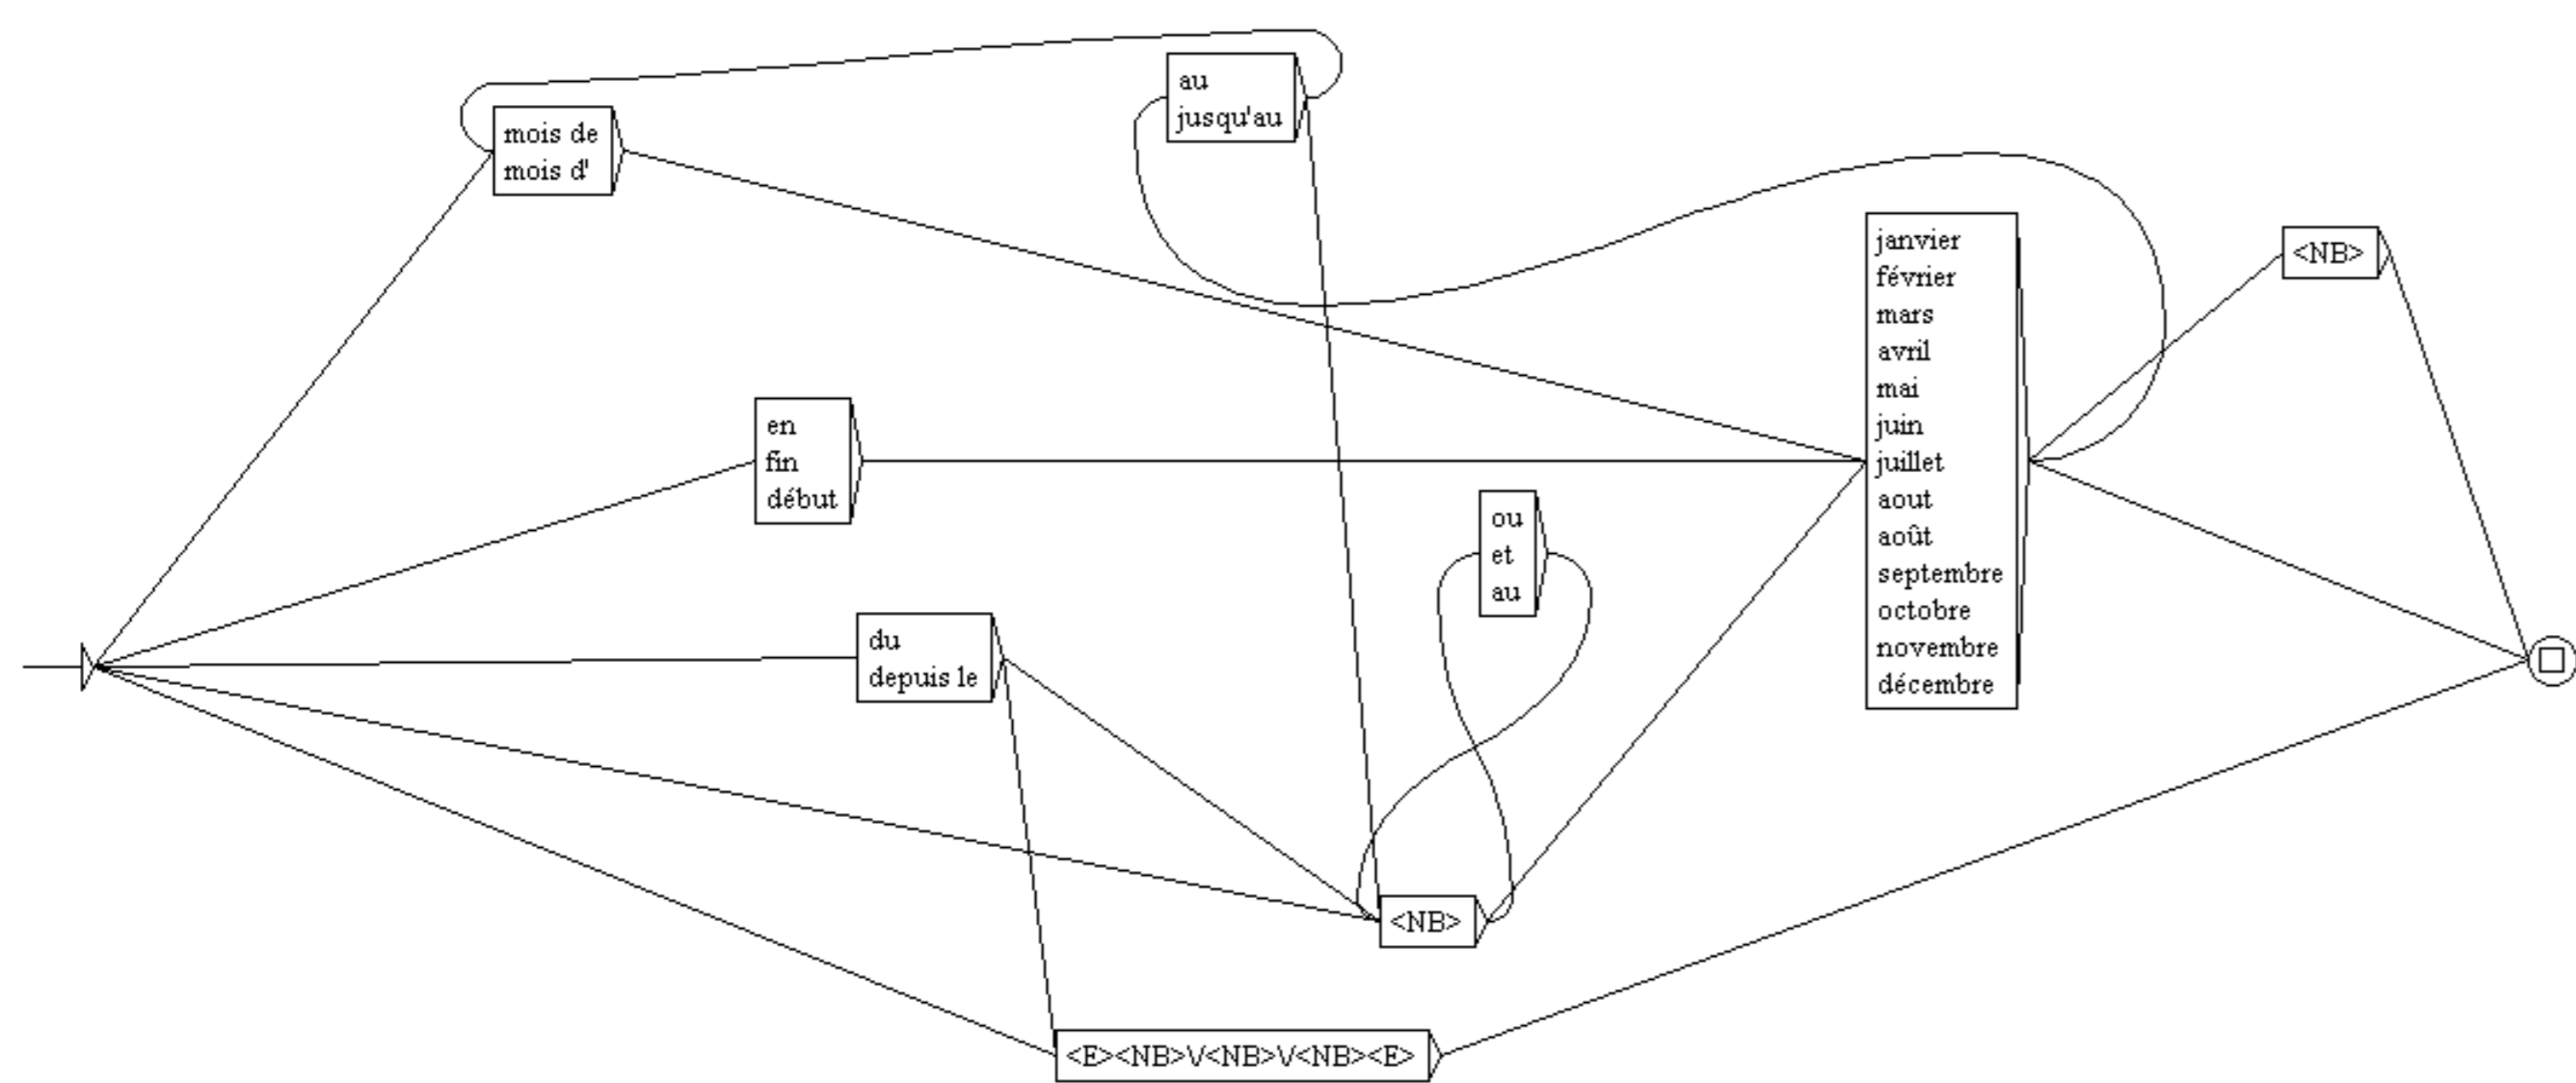 au
jusqu'au
mois de
mois d'
janvier
février
mars
avril
mai
juin
juillet
aout
août
septembre
octobre
novembre
décembre
<NB>
en
fin
début
ou
et
au
du
depuis le
<NB>
<E><NB>\/<NB>\/<NB><E>